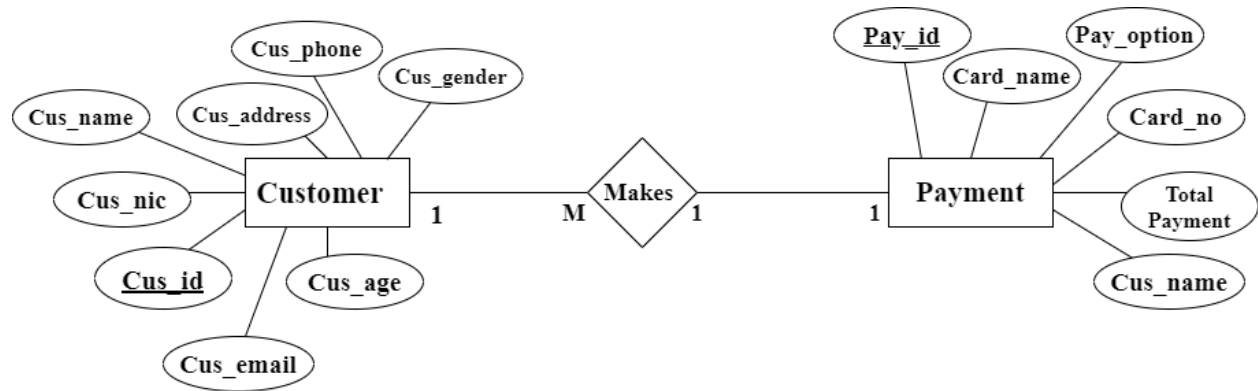 Cus_phone
Cus_gender
Cus_address
Cus_name
Cus_nic
Customer
Cus_id
Cus_age
Cus_email
1
M
Makes
1
1
Payment
Pay_id
Pay_option
Card_name
Card_no
Total
Payment
Cus_name